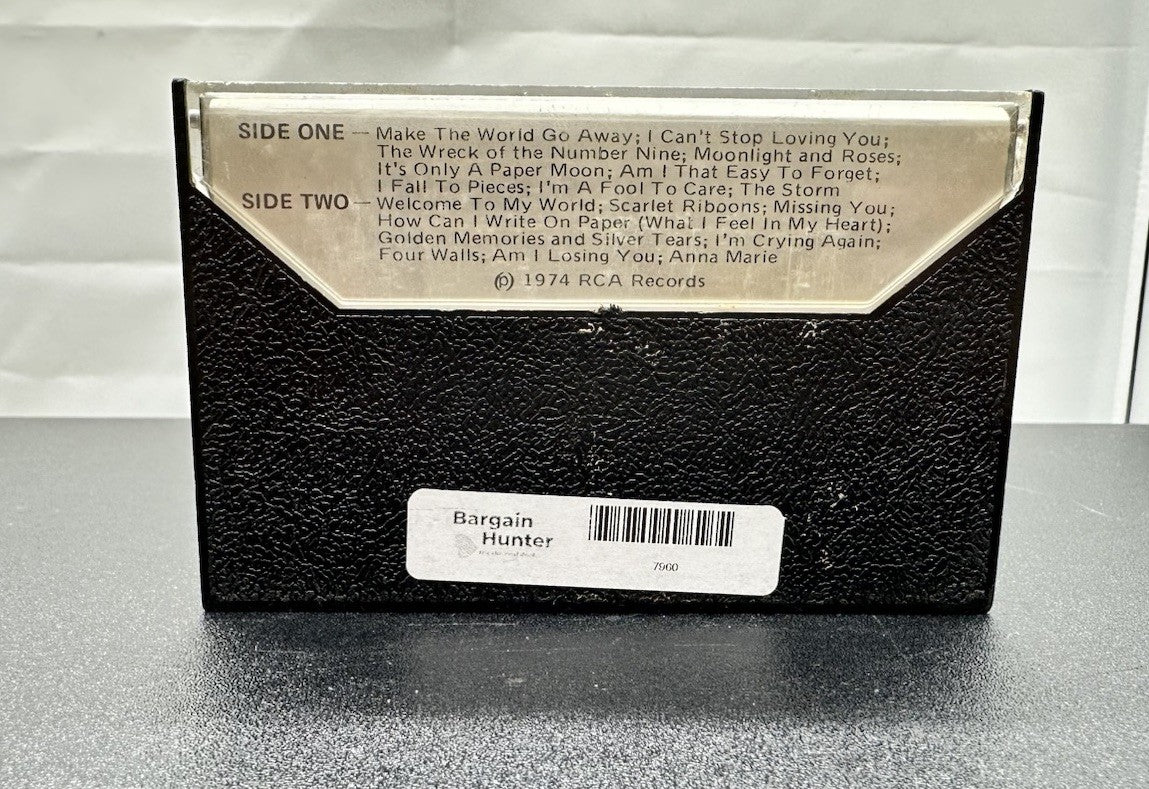 SIDE ONE — Make The World Go Away; I Can't Stop Loving You;
The Wreck of the Number Nine; Moonlight and Roses;
It's Only A Paper Moon; Am I That Easy To Forget;
I Fall To Pieces; I'm A Fool To Care; The Storm
SIDE TWO — Welcome To My World; Scarlet Ribbons; Missing You;
How Can I Write On Paper (What I Feel In My Heart);
Golden Memories and Silver Tears; I'm Crying Again;
Four Walls; Am I Losing You; Anna Marie
℗ 1974 RCA Records
Bargain
Hunter
7960